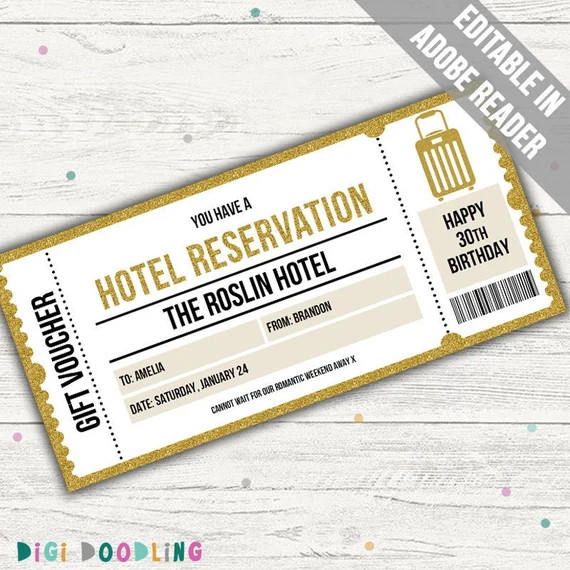 EDITABLE IN
ADOBE READER
GIFT VOUCHER
YOU HAVE A
HOTEL RESERVATION
THE ROSLIN HOTEL
TO: AMELIA
FROM: BRANDON
DATE: SATURDAY, JANUARY 24
CANNOT WAIT FOR OUR ROMANTIC WEEKEND AWAY X
HAPPY
30TH
BIRTHDAY
DIGI DOODLING